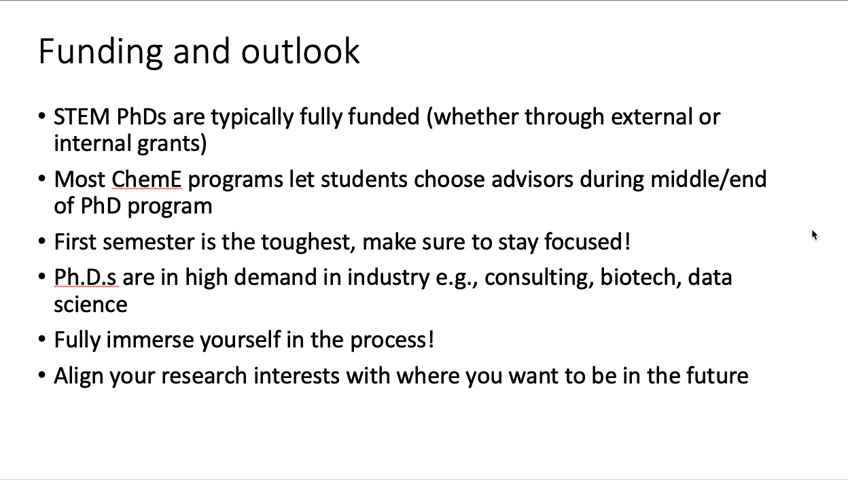 Funding and outlook
• STEM PhDs are typically fully funded (whether through external or
internal grants)
• Most ChemE programs let students choose advisors during middle/end
of PhD program
• First semester is the toughest, make sure to stay focused!
• Ph.D.s are in high demand in industry e.g., consulting, biotech, data
science
• Fully immerse yourself in the process!
• Align your research interests with where you want to be in the future